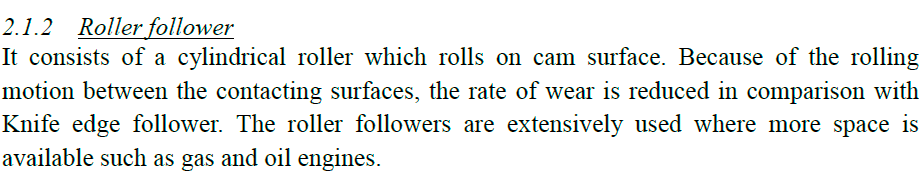 2.1.2 Roller follower
It consists of a cylindrical roller which rolls on cam surface. Because of the rolling
motion between the contacting surfaces, the rate of wear is reduced in comparison with
Knife edge follower. The roller followers are extensively used where more space is
available such as gas and oil engines.